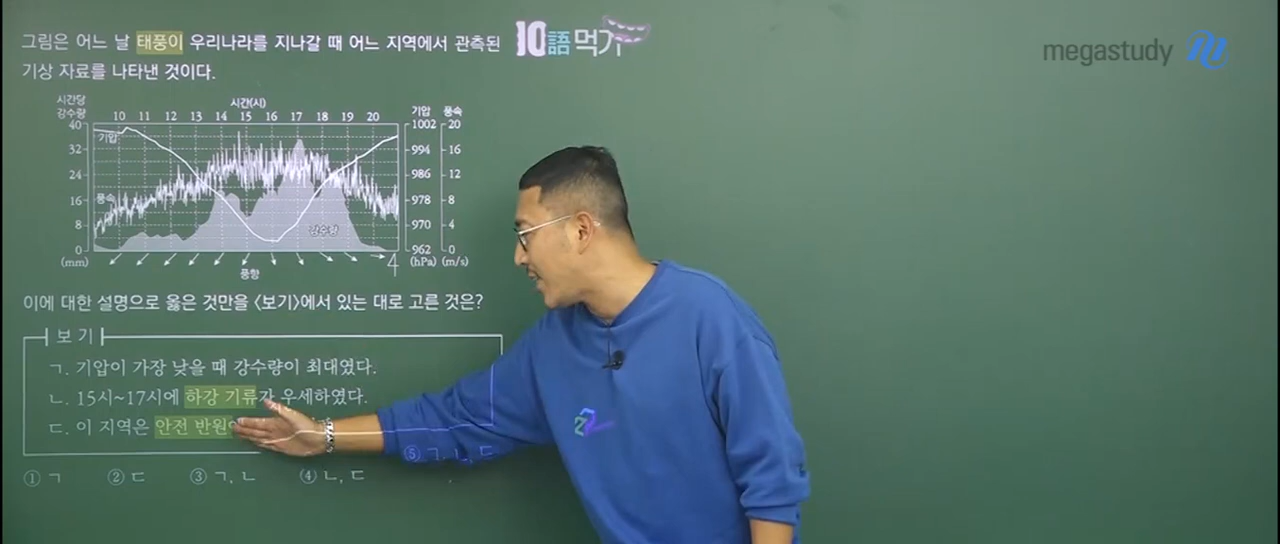 그림은 어느 날 태풍이 우리나라를 지나갈 때 어느 지역에서 관측된
기상 자료를 나타낸 것이다.
10語먹기
megastudy
시간당
강수량
시간(시)
기압 풍속
10 11 12 13 14 15 16 17 18 19 20
40 1002 20
기압
32 994 16
24 986 12
풍속
16 978 8
8 970 4
강수량
0 962 0
(mm) (hPa) (m/s)
풍향
이에 대한 설명으로 옳은 것만을 <보기>에서 있는 대로 고른 것은?
보 기
ㄱ. 기압이 가장 낮을 때 강수량이 최대였다.
ㄴ. 15시~17시에 하강 기류가 우세하였다.
ㄷ. 이 지역은 안전 반원
① ㄱ ② ㄷ ③ ㄱ, ㄴ ④ ㄴ, ㄷ ⑤ ㄱ, ㄴ, ㄷ